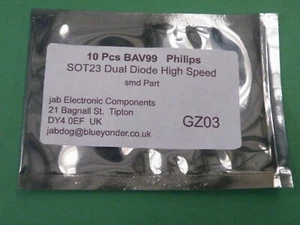 10 Pcs BAV99 Philips
SOT23 Dual Diode High Speed
smd Part
jab Electronic Components
21 Bagnall St. Tipton
DY4 0EF UK
jabdog@blueyonder.co.uk
GZ03